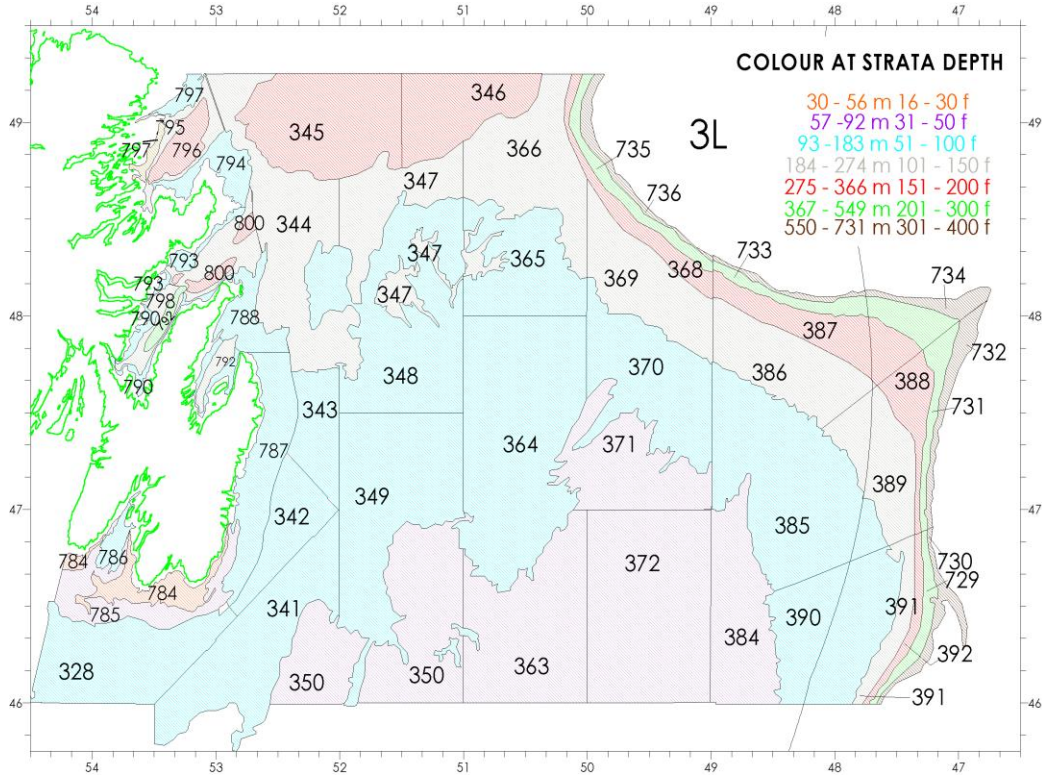 54 53 52 51 50 49 48 47
COLOUR AT STRATA DEPTH
30 - 56 m 16 - 30 f
57 -92 m 31 - 50 f
93 -183 m 51 - 100 f
184 - 274 m 101 - 150 f
275 - 366 m 151 - 200 f
367 - 549 m 201 - 300 f
550 - 731 m 301 - 400 f
3L
797
346
49 795 345 49
797 796 794 366 735
347 736
800 344
793 347 365 733
793 800 369 368 734
798 347
48 790 788 387 48
792 732
790 348 370 386 388
343 731
787 364 371
349 389
47 342 385 47
784 786 372 730
784 729
785 341 390 391
384 392
328 350 350 363
46 391 46
54 53 52 51 50 49 48 47